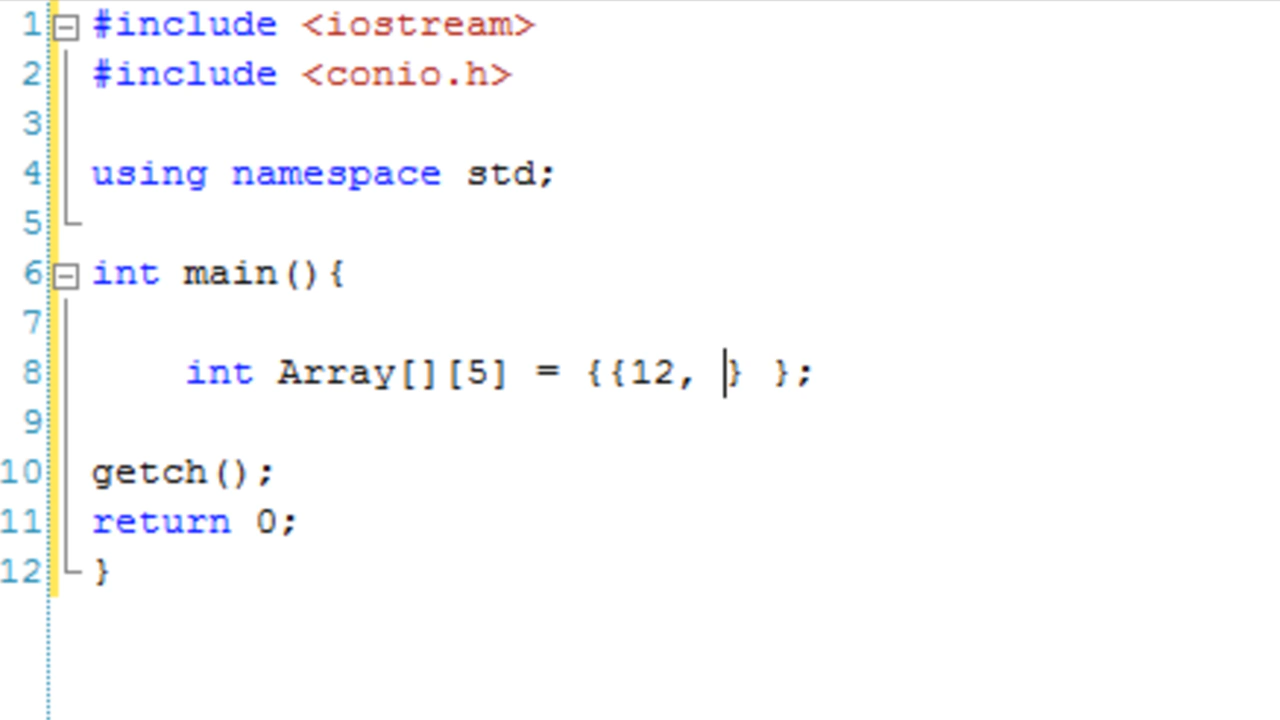 1 #include <iostream>
2 #include <conio.h>
3
4 using namespace std;
5
6 int main(){
7
8 int Array[][5] = {{12, } };
9
10 getch();
11 return 0;
12 }